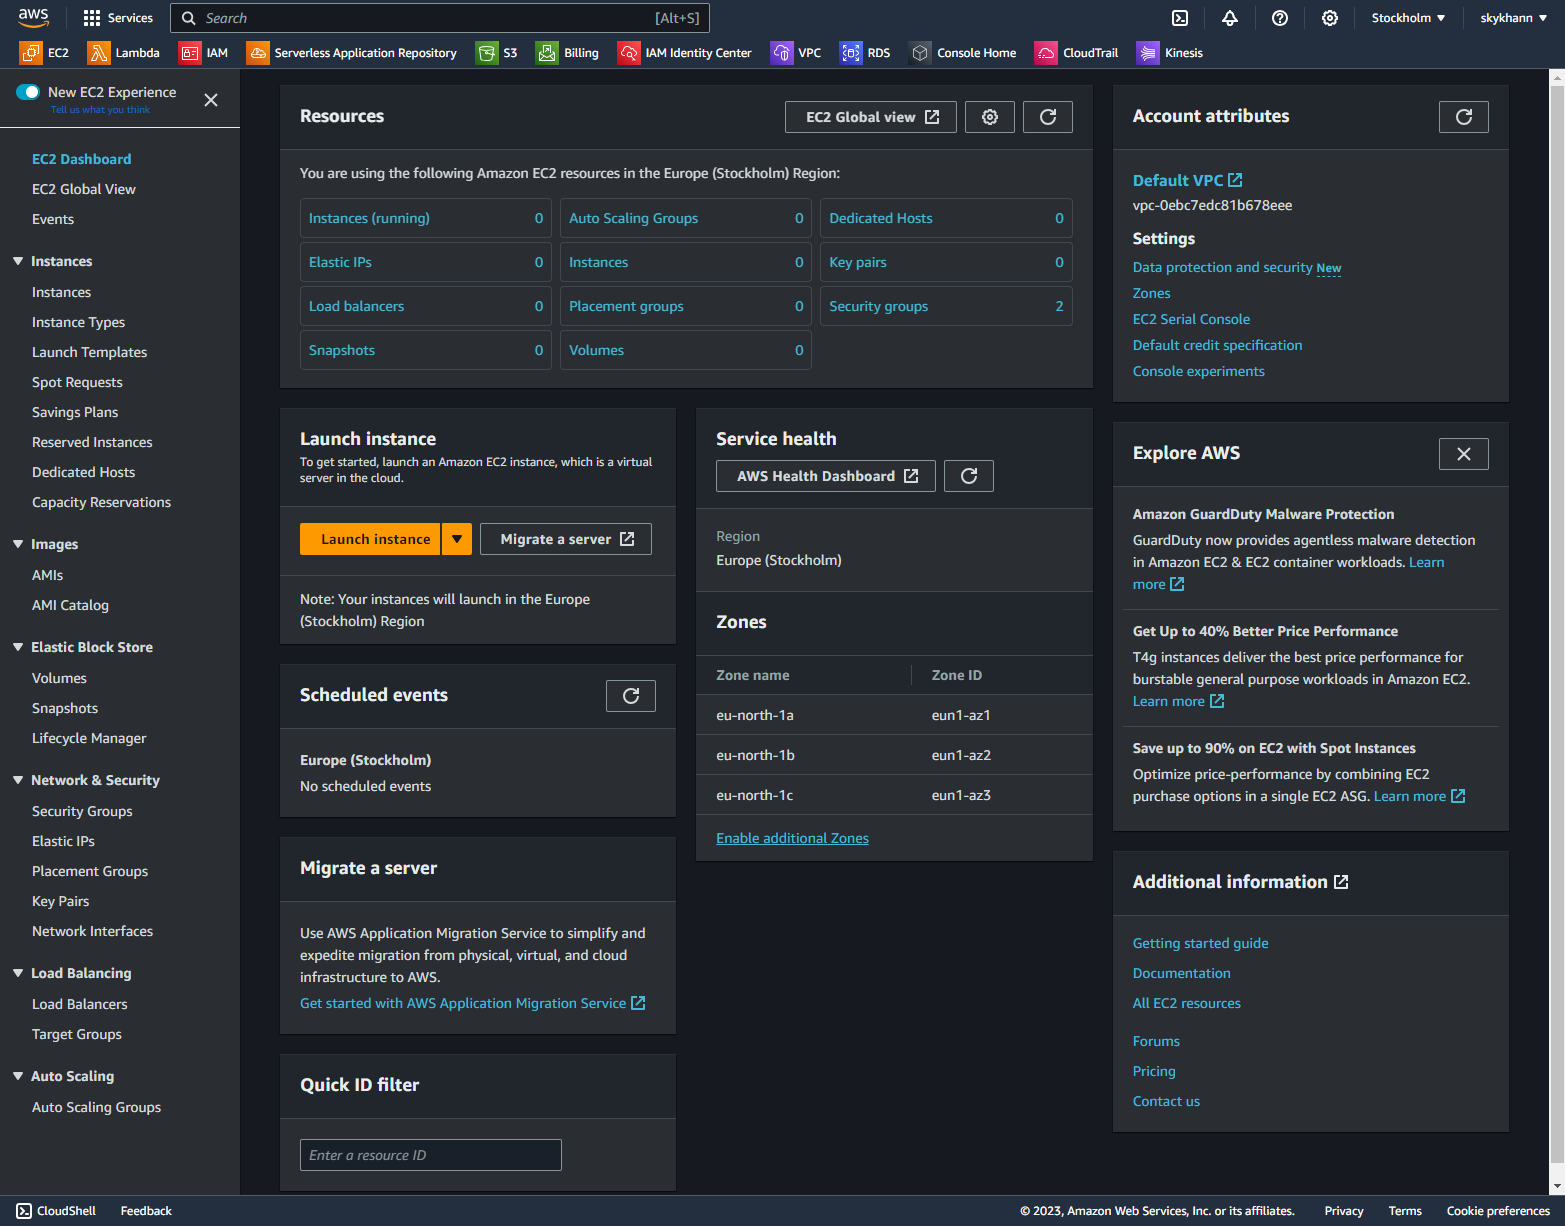 aws
Services
Search [Alt+S]
Stockholm ▼
skykhann ▼
EC2 Lambda IAM Serverless Application Repository S3 Billing IAM Identity Center VPC RDS Console Home CloudTrail Kinesis
New EC2 Experience
Tell us what you think
EC2 Dashboard
EC2 Global View
Events
Instances
Instances
Instance Types
Launch Templates
Spot Requests
Savings Plans
Reserved Instances
Dedicated Hosts
Capacity Reservations
Images
AMIs
AMI Catalog
Elastic Block Store
Volumes
Snapshots
Lifecycle Manager
Network & Security
Security Groups
Elastic IPs
Placement Groups
Key Pairs
Network Interfaces
Load Balancing
Load Balancers
Target Groups
Auto Scaling
Auto Scaling Groups
Resources
EC2 Global view
You are using the following Amazon EC2 resources in the Europe (Stockholm) Region:
Instances (running) 0
Auto Scaling Groups 0
Dedicated Hosts 0
Elastic IPs 0
Instances 0
Key pairs 0
Load balancers 0
Placement groups 0
Security groups 2
Snapshots 0
Volumes 0
Launch instance
To get started, launch an Amazon EC2 instance, which is a virtual
server in the cloud.
Launch instance
Migrate a server
Note: Your instances will launch in the Europe
(Stockholm) Region
Scheduled events
Europe (Stockholm)
No scheduled events
Migrate a server
Use AWS Application Migration Service to simplify and
expedite migration from physical, virtual, and cloud
infrastructure to AWS.
Get started with AWS Application Migration Service
Quick ID filter
Enter a resource ID
Service health
AWS Health Dashboard
Region
Europe (Stockholm)
Zones
Zone name Zone ID
eu-north-1a eun1-az1
eu-north-1b eun1-az2
eu-north-1c eun1-az3
Enable additional Zones
Account attributes
Default VPC
vpc-0ebc7edc81b678eee
Settings
Data protection and security New
Zones
EC2 Serial Console
Default credit specification
Console experiments
Explore AWS
Amazon GuardDuty Malware Protection
GuardDuty now provides agentless malware detection
in Amazon EC2 & EC2 container workloads. Learn
more
Get Up to 40% Better Price Performance
T4g instances deliver the best price performance for
burstable general purpose workloads in Amazon EC2.
Learn more
Save up to 90% on EC2 with Spot Instances
Optimize price-performance by combining EC2
purchase options in a single EC2 ASG. Learn more
Additional information
Getting started guide
Documentation
All EC2 resources
Forums
Pricing
Contact us
CloudShell Feedback
© 2023, Amazon Web Services, Inc. or its affiliates. Privacy Terms Cookie preferences